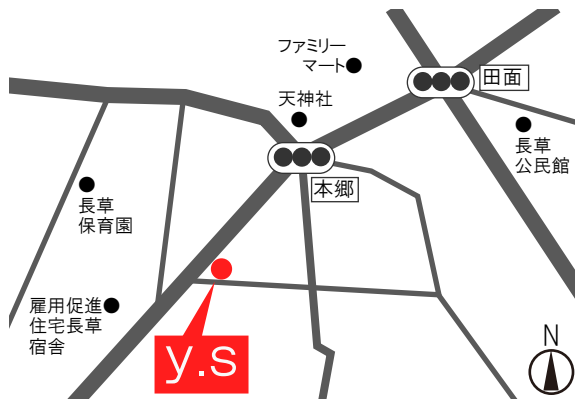 ファミリー
マート
田面
天神社
長草
公民館
本郷
長草
保育園
雇用促進
住宅長草
宿舎
y.s
N